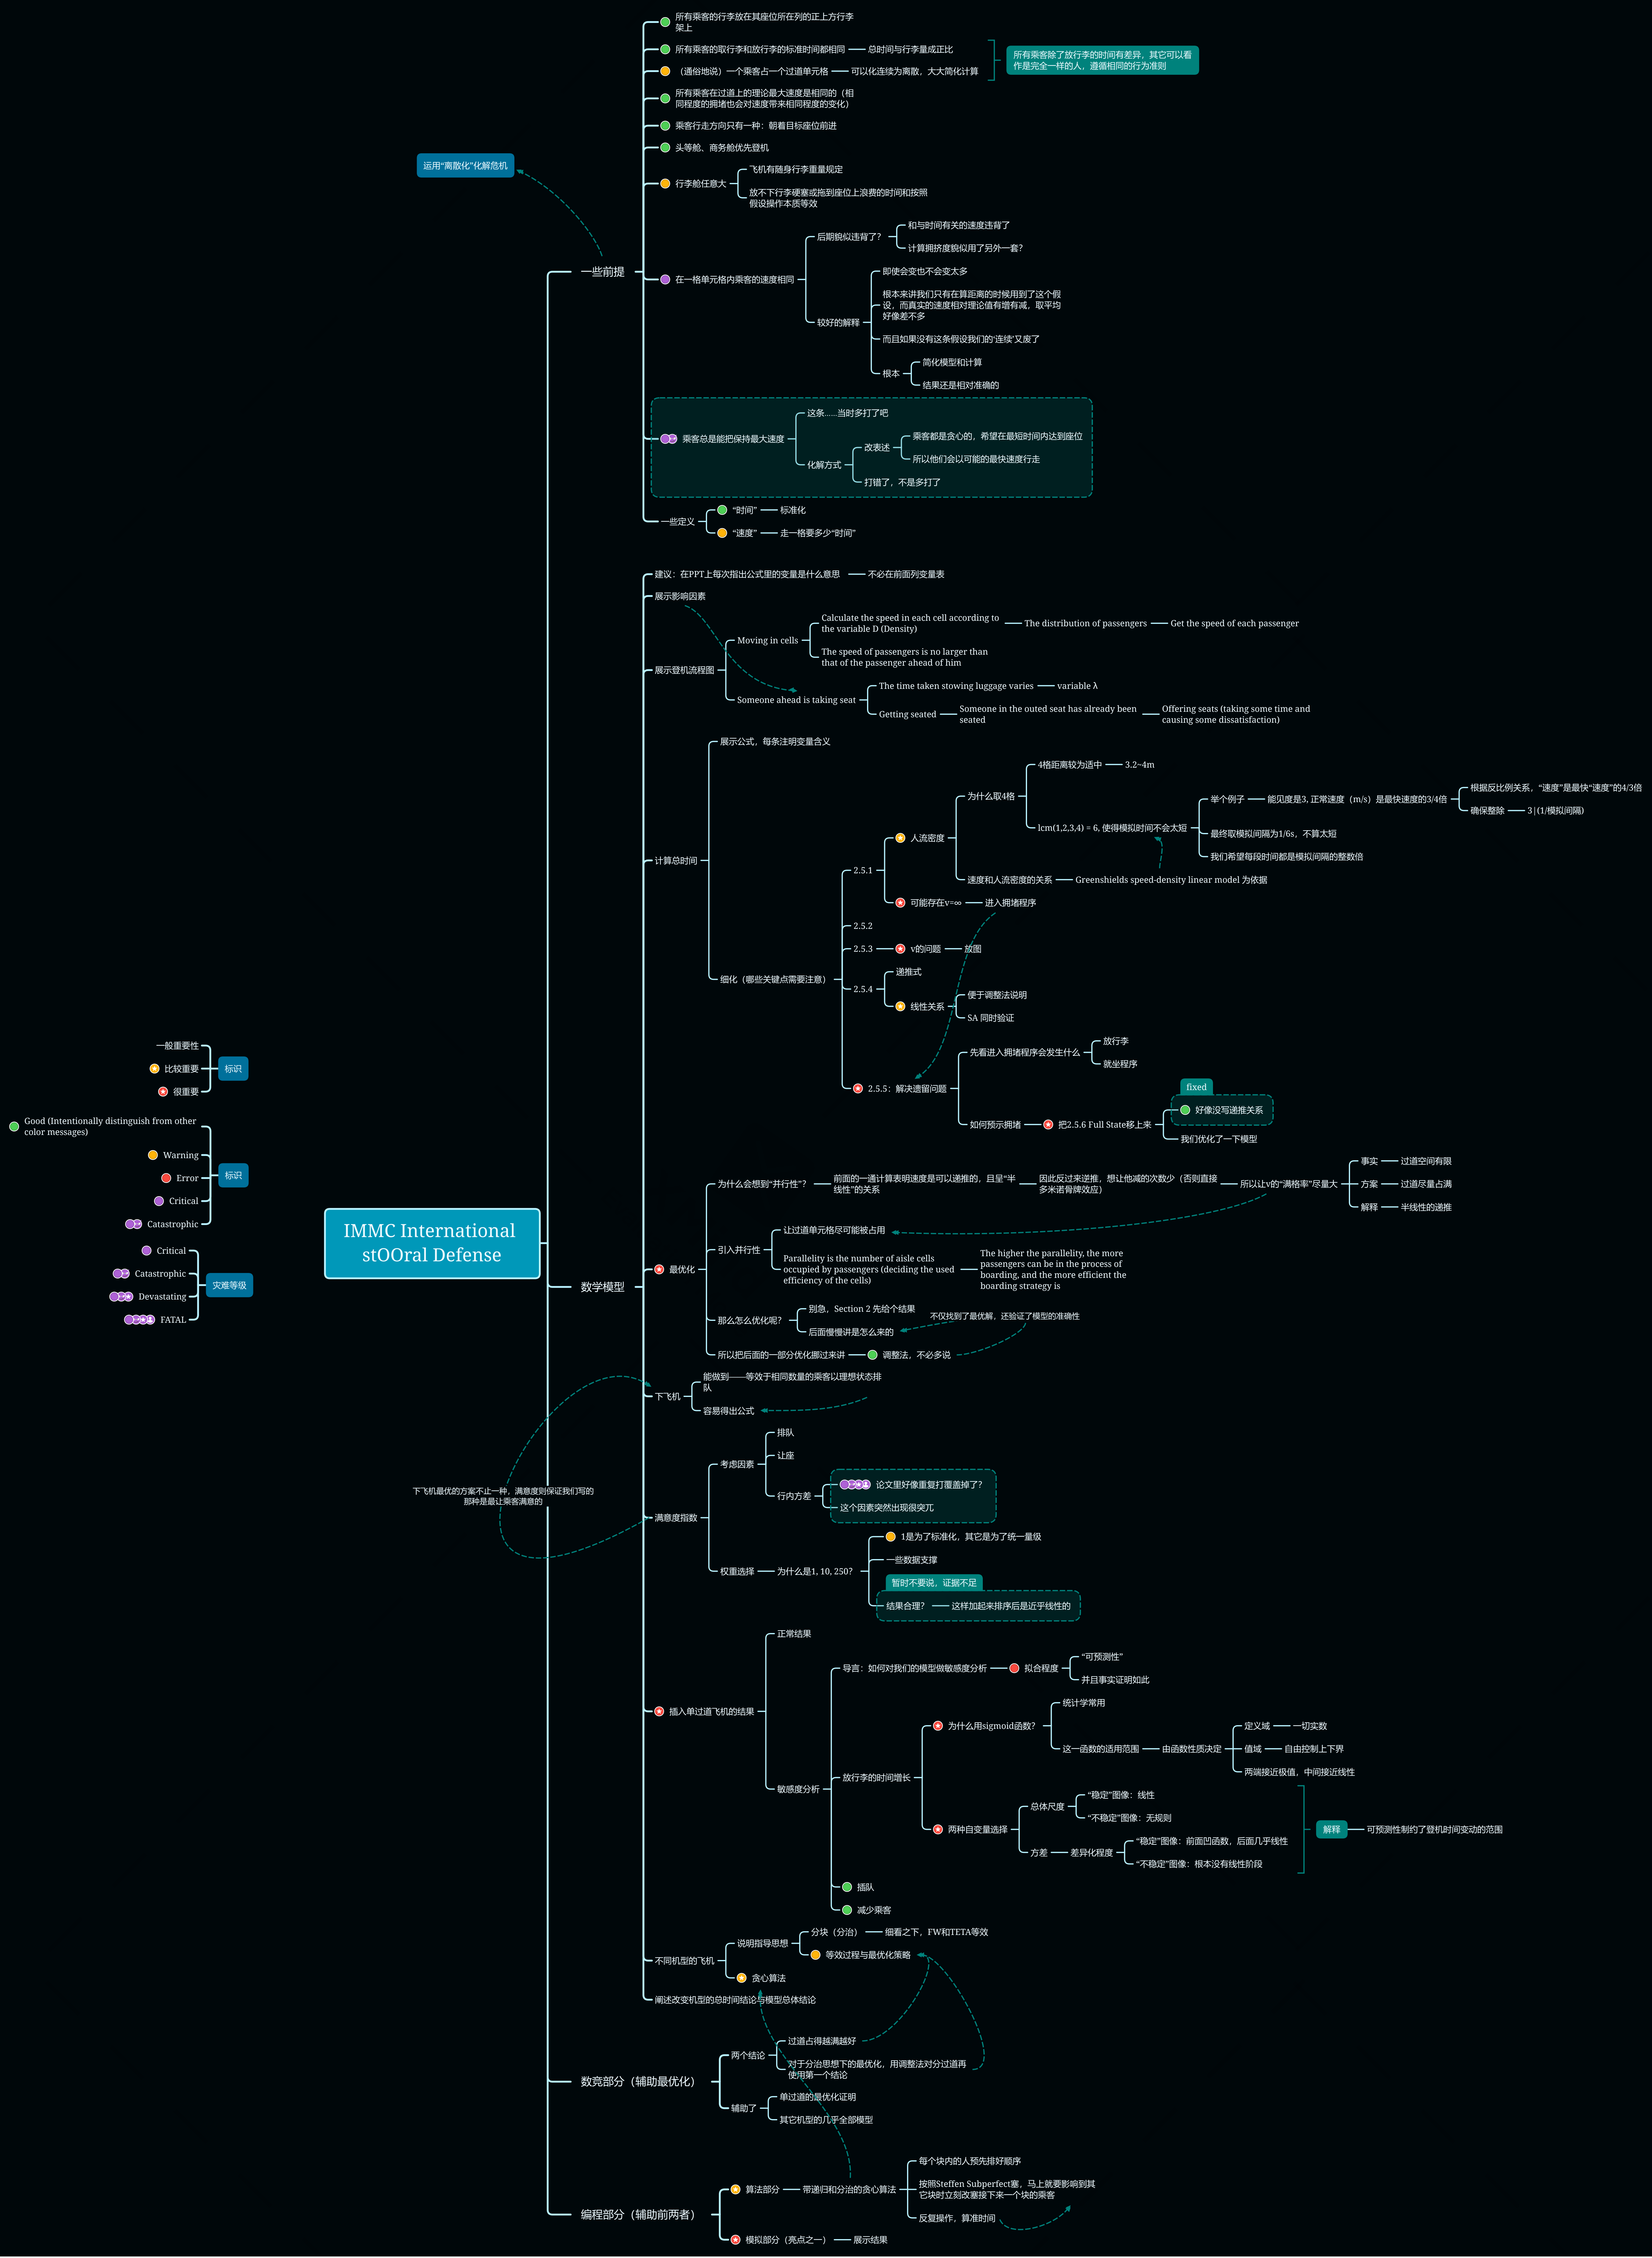 所有乘客的行李放在其座位所在列的正上方行李
架上
所有乘客的取行李和放行李的标准时间都相同
总时间与行李量成正比
（通俗地说）一个乘客占一个过道单元格
可以化连续为离散，大大简化计算
所有乘客除了放行李的时间有差异，其它可以看
作是完全一样的人，遵循相同的行为准则
所有乘客在过道上的理论最大速度是相同的（相
同程度的拥堵也会对速度带来相同程度的变化）
乘客行走方向只有一种：朝着目标座位前进
头等舱、商务舱优先登机
运用“离散化”化解危机
行李舱任意大
飞机有随身行李重量规定
放不下行李硬塞或拖到座位上浪费的时间和按照
假设操作本质等效
一些前提
在一格单元格内乘客的速度相同
后期貌似违背了？
和与时间有关的速度违背了
计算拥挤度貌似用了另外一套？
较好的解释
即使会变也不会变太多
根本来讲我们只有在算距离的时候用到了这个假
设，而真实的速度相对理论值有增有减，取平均
好像差不多
而且如果没有这条假设我们的‘连续’又废了
根本
简化模型和计算
结果还是相对准确的
乘客总是能把保持最大速度
这条……当时多打了吧
化解方式
改表述
乘客都是贪心的，希望在最短时间内达到座位
所以他们会以可能的最快速度行走
打错了，不是多打了
一些定义
“时间”
标准化
“速度”
走一格要多少“时间”
建议：在PPT上每次指出公式里的变量是什么意思
不必在前面列变量表
展示影响因素
展示登机流程图
Moving in cells
Calculate the speed in each cell according to
the variable D (Density)
The distribution of passengers
Get the speed of each passenger
The speed of passengers is no larger than
that of the passenger ahead of him
Someone ahead is taking seat
The time taken stowing luggage varies
variable λ
Getting seated
Someone in the outed seat has already been
seated
Offering seats (taking some time and
causing some dissatisfaction)
计算总时间
展示公式，每条注明变量含义
细化（哪些关键点需要注意）
2.5.1
人流密度
为什么取4格
4格距离较为适中
3.2~4m
lcm(1,2,3,4) = 6, 使得模拟时间不会太短
举个例子
能见度是3, 正常速度（m/s）是最快速度的3/4倍
根据反比例关系，“速度”是最快“速度”的4/3倍
确保整除
3 | (1/模拟间隔)
最终取模拟间隔为1/6s，不算太短
我们希望每段时间都是模拟间隔的整数倍
速度和人流密度的关系
Greenshields speed-density linear model 为依据
可能存在v=∞
进入拥堵程序
2.5.2
2.5.3
v的问题
放图
2.5.4
递推式
线性关系
便于调整法说明
SA 同时验证
2.5.5：解决遗留问题
先看进入拥堵程序会发生什么
放行李
就坐程序
如何预示拥堵
把2.5.6 Full State移上来
fixed
好像没写递推关系
我们优化了一下模型
标识
一般重要性
比较重要
很重要
标识
Good (Intentionally distinguish from other
color messages)
Warning
Error
Critical
Catastrophic
灾难等级
Critical
Catastrophic
Devastating
FATAL
IMMC International
stOOral Defense
数学模型
最优化
为什么会想到“并行性”？
前面的一通计算表明速度是可以递推的，且呈“半
线性”的关系
因此反过来逆推，想让他减的次数少（否则直接
多米诺骨牌效应）
所以让v的“满格率”尽量大
事实
过道空间有限
方案
过道尽量占满
解释
半线性的递推
引入并行性
让过道单元格尽可能被占用
Parallelity is the number of aisle cells
occupied by passengers (deciding the used
efficiency of the cells)
The higher the parallelity, the more
passengers can be in the process of
boarding, and the more efficient the
boarding strategy is
那么怎么优化呢？
别急，Section 2 先给个结果
后面慢慢讲是怎么来的
不仅找到了最优解，还验证了模型的准确性
所以把后面的一部分优化挪过来讲
调整法，不必多说
下飞机
能做到——等效于相同数量的乘客以理想状态排
队
容易得出公式
下飞机最优的方案不止一种，满意度则保证我们写的
那种是最让乘客满意的
满意度指数
考虑因素
排队
让座
行内方差
论文里好像重复打覆盖掉了？
这个因素突然出现很突兀
权重选择
为什么是1, 10, 250？
1是为了标准化，其它是为了统一量级
一些数据支撑
暂时不要说，证据不足
结果合理？
这样加起来排序后是近乎线性的
插入单过道飞机的结果
正常结果
敏感度分析
导言：如何对我们的模型做敏感度分析
拟合程度
“可预测性”
并且事实证明如此
放行李的时间增长
为什么用sigmoid函数？
统计学常用
这一函数的适用范围
由函数性质决定
定义域
一切实数
值域
自由控制上下界
两端接近极值，中间接近线性
两种自变量选择
总体尺度
“稳定”图像：线性
“不稳定”图像：无规则
方差
差异化程度
“稳定”图像：前面凹函数，后面几乎线性
“不稳定”图像：根本没有线性阶段
解释
可预测性制约了登机时间变动的范围
插队
减少乘客
不同机型的飞机
说明指导思想
分块（分治）
细看之下，FW和TETA等效
等效过程与最优化策略
贪心算法
阐述改变机型的总时间结论与模型总体结论
数竞部分（辅助最优化）
两个结论
过道占得越满越好
对于分治思想下的最优化，用调整法对分过道再
使用第一个结论
辅助了
单过道的最优化证明
其它机型的几乎全部模型
编程部分（辅助前两者）
算法部分
带递归和分治的贪心算法
每个块内的人预先排好顺序
按照Steffen Subperfect塞，马上就要影响到其
它块时立刻改塞接下来一个块的乘客
反复操作，算准时间
模拟部分（亮点之一）
展示结果